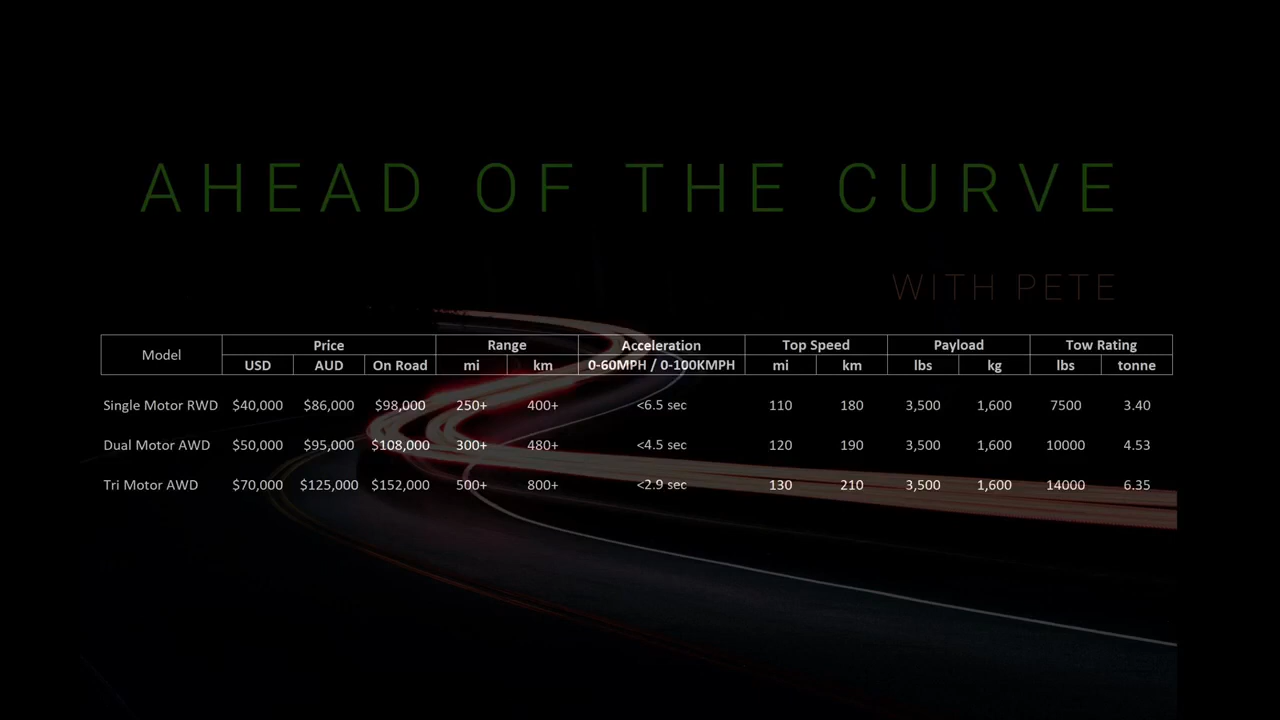 AHEAD OF THE CURVE
WITH PETE
Model Price Range Acceleration Top Speed Payload Tow Rating
USD AUD On Road mi km 0-60MPH / 0-100KMPH mi km lbs kg lbs tonne
Single Motor RWD $40,000 $86,000 $98,000 250+ 400+ <6.5 sec 110 180 3,500 1,600 7500 3.40
Dual Motor AWD $50,000 $95,000 $108,000 300+ 480+ <4.5 sec 120 190 3,500 1,600 10000 4.53
Tri Motor AWD $70,000 $125,000 $152,000 500+ 800+ <2.9 sec 130 210 3,500 1,600 14000 6.35